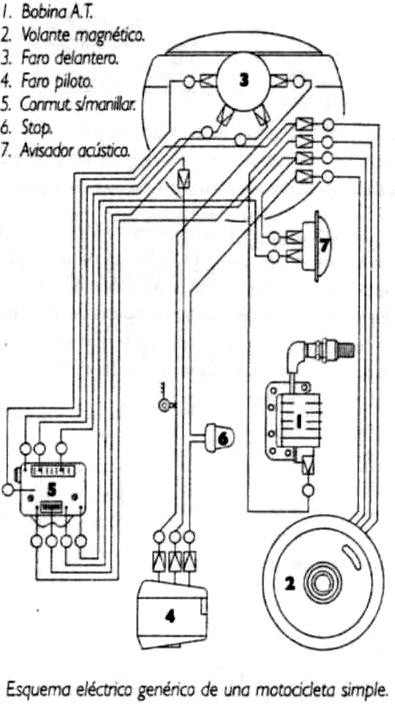 1. Bobina A.T.
2. Volante magnético.
3. Faro delantero.
4. Faro piloto.
5. Conmut. s/manillar.
6. Stop.
7. Avisador acústico.
3
7
1
6
5
2
4
Esquema eléctrico genérico de una motocicleta simple.